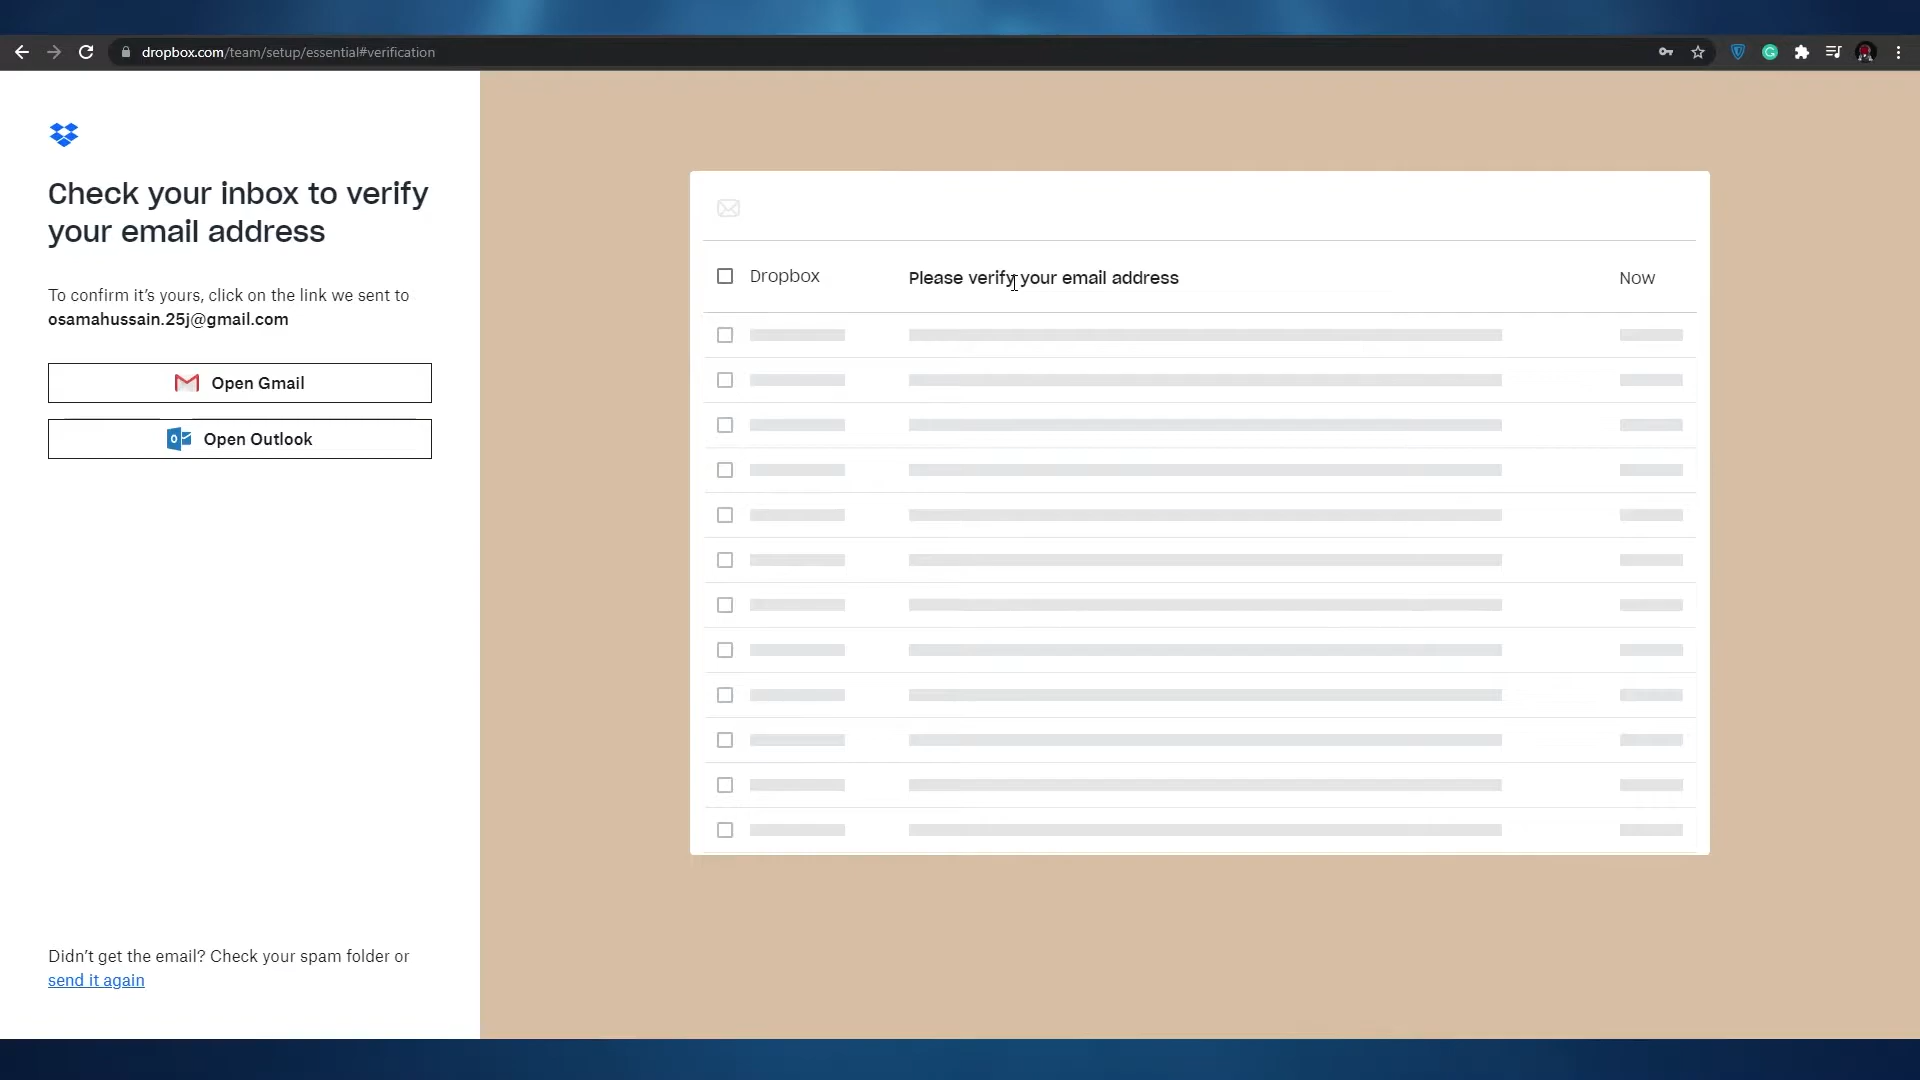 dropbox.com/team/setup/essential#verification
Check your inbox to verify
your email address
To confirm it's yours, click on the link we sent to
osamahussain.25j@gmail.com
Open Gmail
Open Outlook
Didn't get the email? Check your spam folder or
send it again
Dropbox Please verify your email address Now